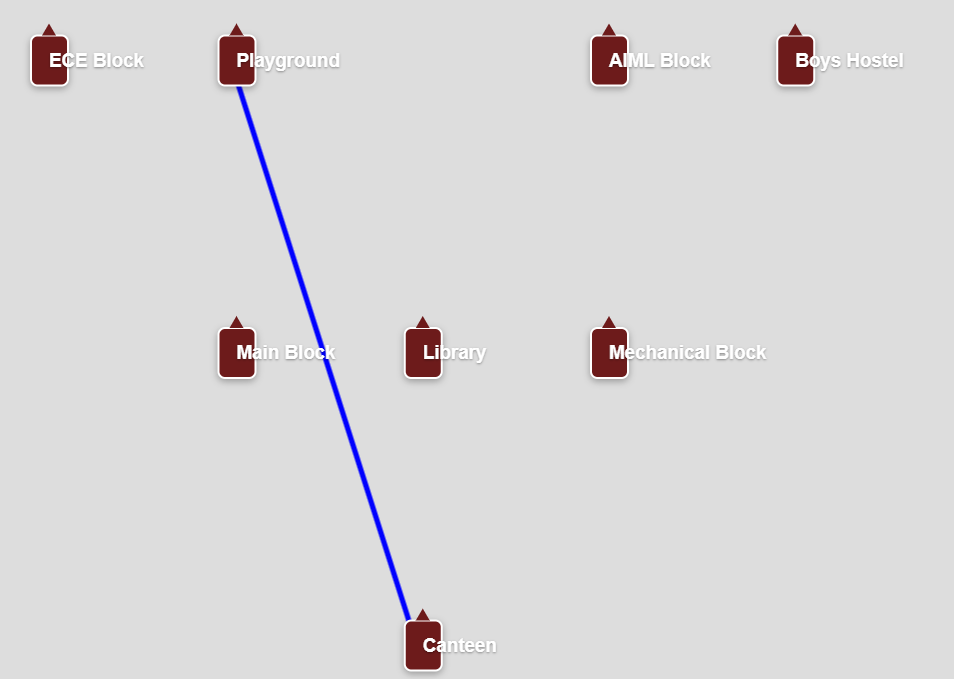 ECE Block
Playground
AIML Block
Boys Hostel
Main Block
Library
Mechanical Block
Canteen